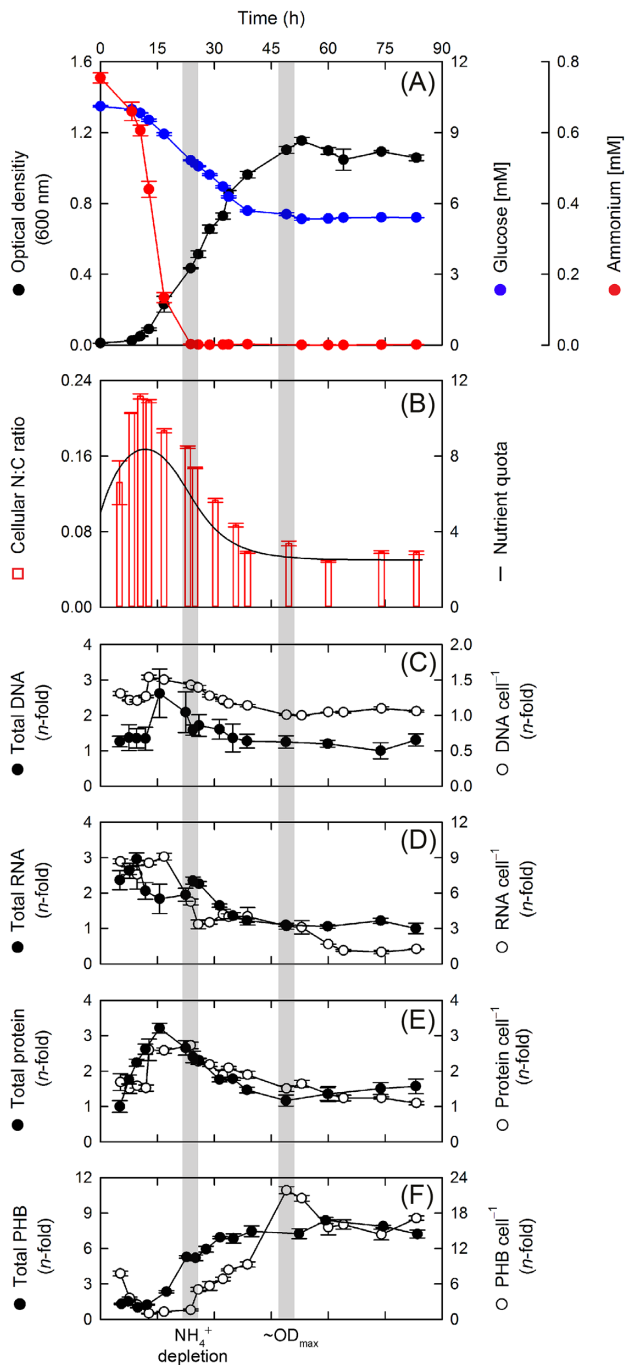 Time (h)
0 15 30 45 60 75 90
(A)
1.6 12 0.8
1.2 9 0.6
0.8 6 0.4
0.4 3 0.2
0.0 0 0.0
Optical density
(600 nm)
Glucose [mM]
Ammonium [mM]
(B)
0.24 12
0.16 8
0.08 4
0.00 0
Cellular N:C ratio
Nutrient quota
(C)
4 2.0
3 1.5
2 1.0
1 0.5
0 0.0
Total DNA
(n-fold)
DNA cell⁻¹
(n-fold)
(D)
4 12
3 9
2 6
1 3
0 0
Total RNA
(n-fold)
RNA cell⁻¹
(n-fold)
(E)
4 4
3 3
2 2
1 1
0 0
Total protein
(n-fold)
Protein cell⁻¹
(n-fold)
(F)
12 24
9 18
6 12
3 6
0 0
Total PHB
(n-fold)
PHB cell⁻¹
(n-fold)
NH₄⁺
depletion
~ODmax